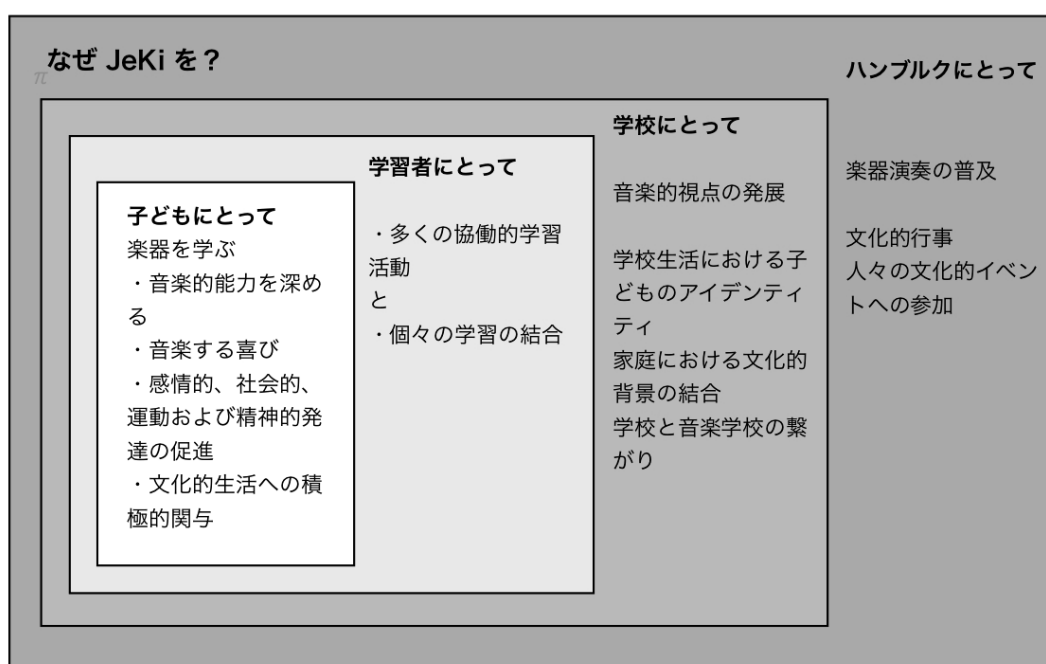 なぜ JeKi を？
π
子どもにとって
楽器を学ぶ
・音楽的能力を深め
る
・音楽する喜び
・感情的、社会的、
運動および精神的発
達の促進
・文化的生活への積
極的関与
学習者にとって
・多くの協働的学習
活動
と
・個々の学習の結合
学校にとって
音楽的視点の発展
学校生活における子
どものアイデンティ
ティ
家庭における文化的
背景の結合
学校と音楽学校の繋
がり
ハンブルクにとって
楽器演奏の普及
文化的行事
人々の文化的イベン
トへの参加